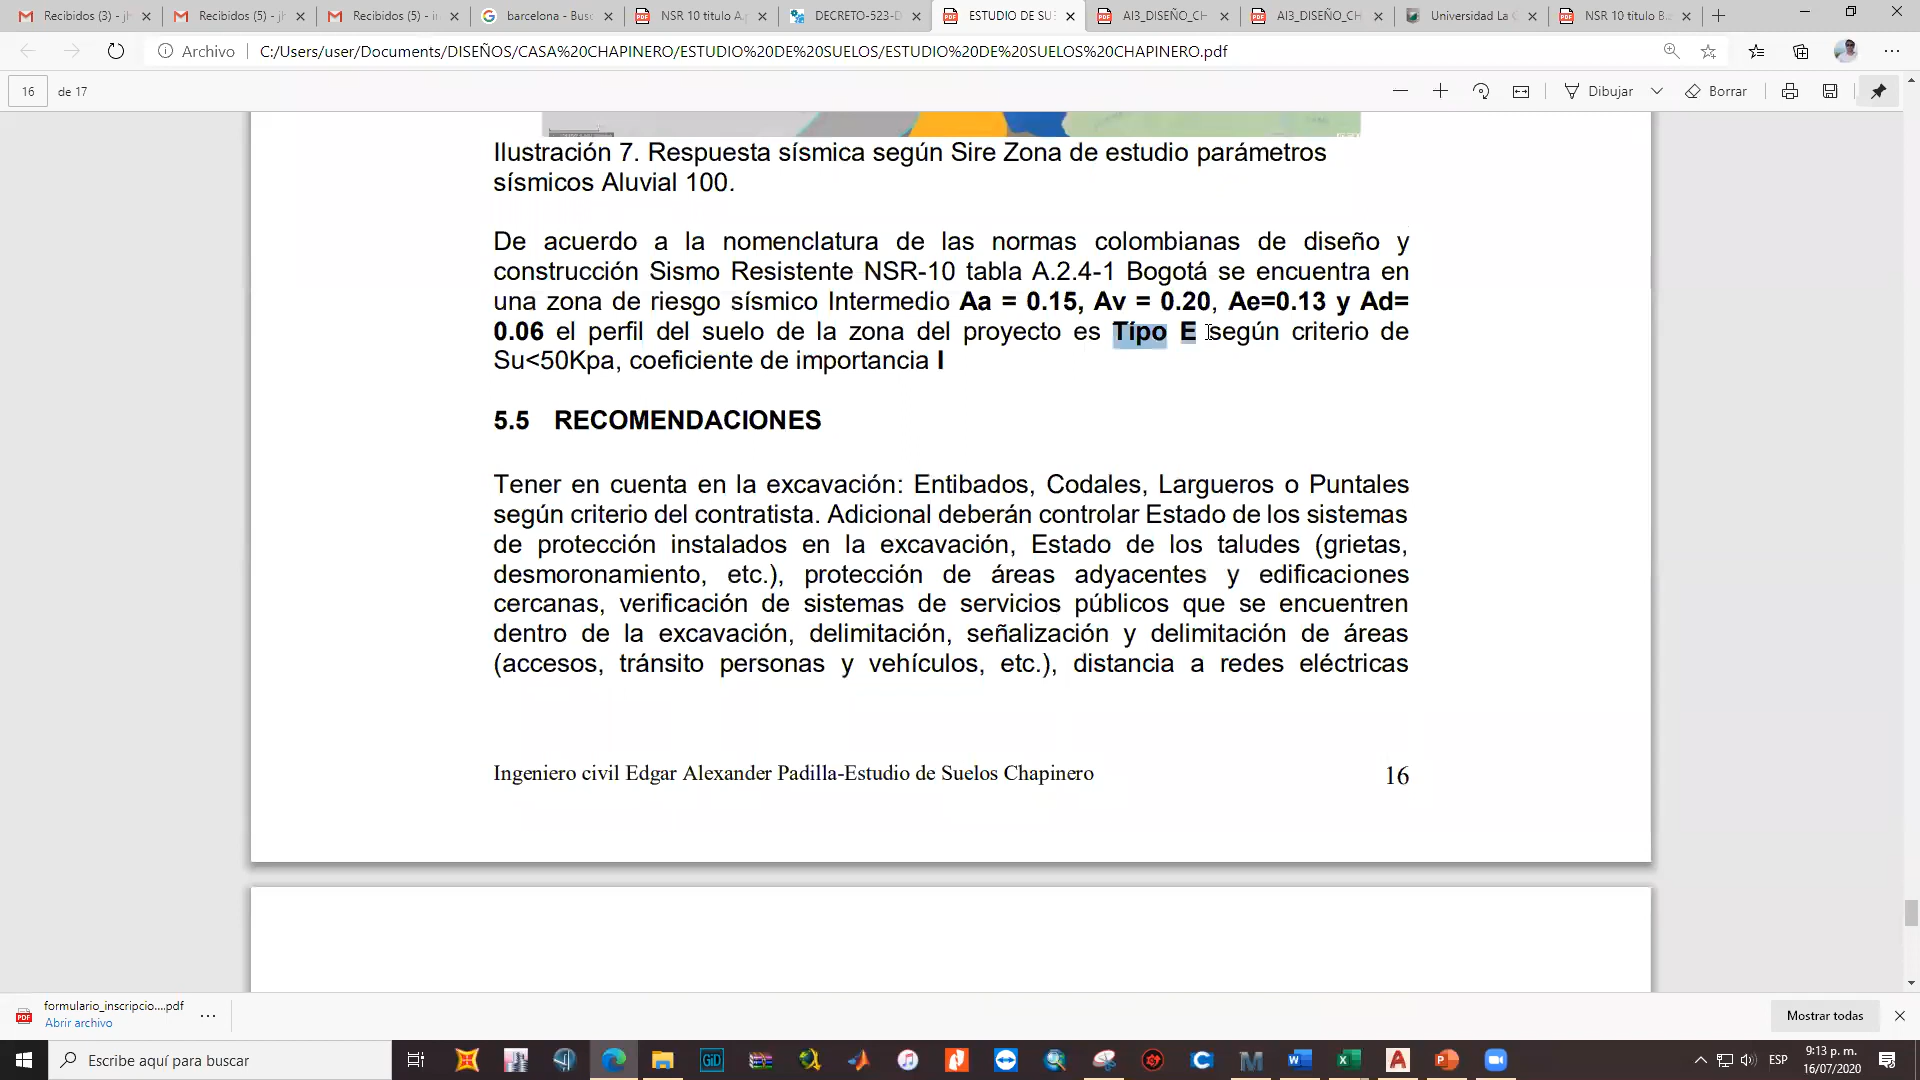 Recibidos (3) - jh
Recibidos (5) - jh
Recibidos (5) - i
barcelona - Bus
NSR 10 titulo A.
DECRETO-523-D
ESTUDIO DE SU
AI3_DISEÑO_CH
AI3_DISEÑO_CH
Universidad La
NSR 10 titulo B.
Archivo C:/Users/user/Documents/DISEÑOS/CASA%20CHAPINERO/ESTUDIO%20DE%20SUELOS/ESTUDIO%20DE%20SUELOS%20CHAPINERO.pdf
16 de 17 Dibujar Borrar
Ilustración 7. Respuesta sísmica según Sire Zona de estudio parámetros
sísmicos Aluvial 100.
De acuerdo a la nomenclatura de las normas colombianas de diseño y
construcción Sismo Resistente NSR-10 tabla A.2.4-1 Bogotá se encuentra en
una zona de riesgo sísmico Intermedio Aa = 0.15, Av = 0.20, Ae=0.13 y Ad=
0.06 el perfil del suelo de la zona del proyecto es Típo E según criterio de
Su<50Kpa, coeficiente de importancia I
5.5 RECOMENDACIONES
Tener en cuenta en la excavación: Entibados, Codales, Largueros o Puntales
según criterio del contratista. Adicional deberán controlar Estado de los sistemas
de protección instalados en la excavación, Estado de los taludes (grietas,
desmoronamiento, etc.), protección de áreas adyacentes y edificaciones
cercanas, verificación de sistemas de servicios públicos que se encuentren
dentro de la excavación, delimitación, señalización y delimitación de áreas
(accesos, tránsito personas y vehículos, etc.), distancia a redes eléctricas
Ingeniero civil Edgar Alexander Padilla-Estudio de Suelos Chapinero 16
formulario_inscripcio....pdf
Abrir archivo
Mostrar todas
Escribe aquí para buscar
ESP
9:13 p. m.
16/07/2020